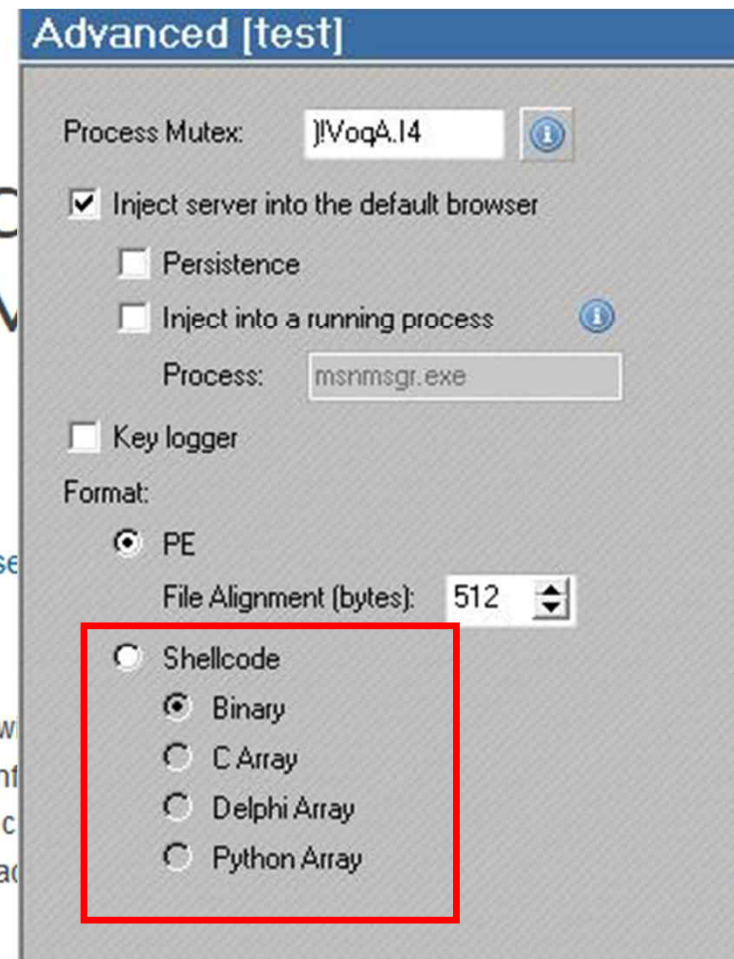 Advanced [test]
Process Mutex: )!VoqA.I4
Inject server into the default browser
Persistence
Inject into a running process
Process: msnmsgr.exe
Key logger
Format:
PE
File Alignment (bytes): 512
Shellcode
Binary
C Array
Delphi Array
Python Array